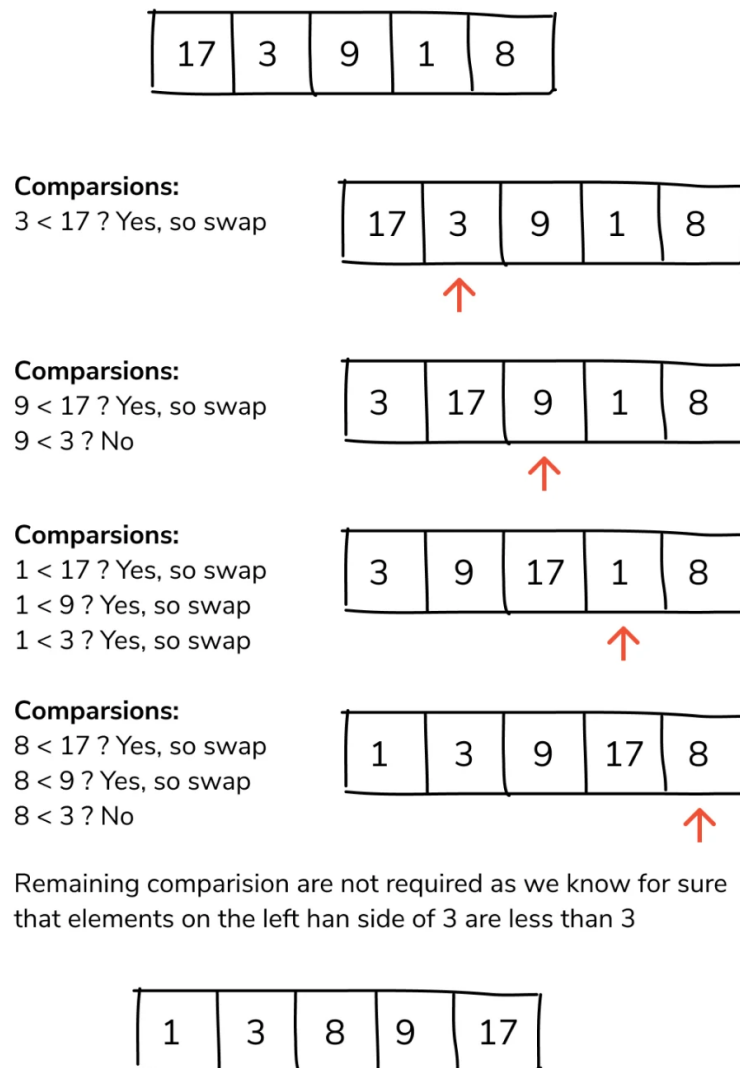 17 3 9 1 8
Comparsions:
3 < 17 ? Yes, so swap
17 3 9 1 8
Comparsions:
9 < 17 ? Yes, so swap
9 < 3 ? No
3 17 9 1 8
Comparsions:
1 < 17 ? Yes, so swap
1 < 9 ? Yes, so swap
1 < 3 ? Yes, so swap
3 9 17 1 8
Comparsions:
8 < 17 ? Yes, so swap
8 < 9 ? Yes, so swap
8 < 3 ? No
1 3 9 17 8
Remaining comparision are not required as we know for sure
that elements on the left han side of 3 are less than 3
1 3 8 9 17